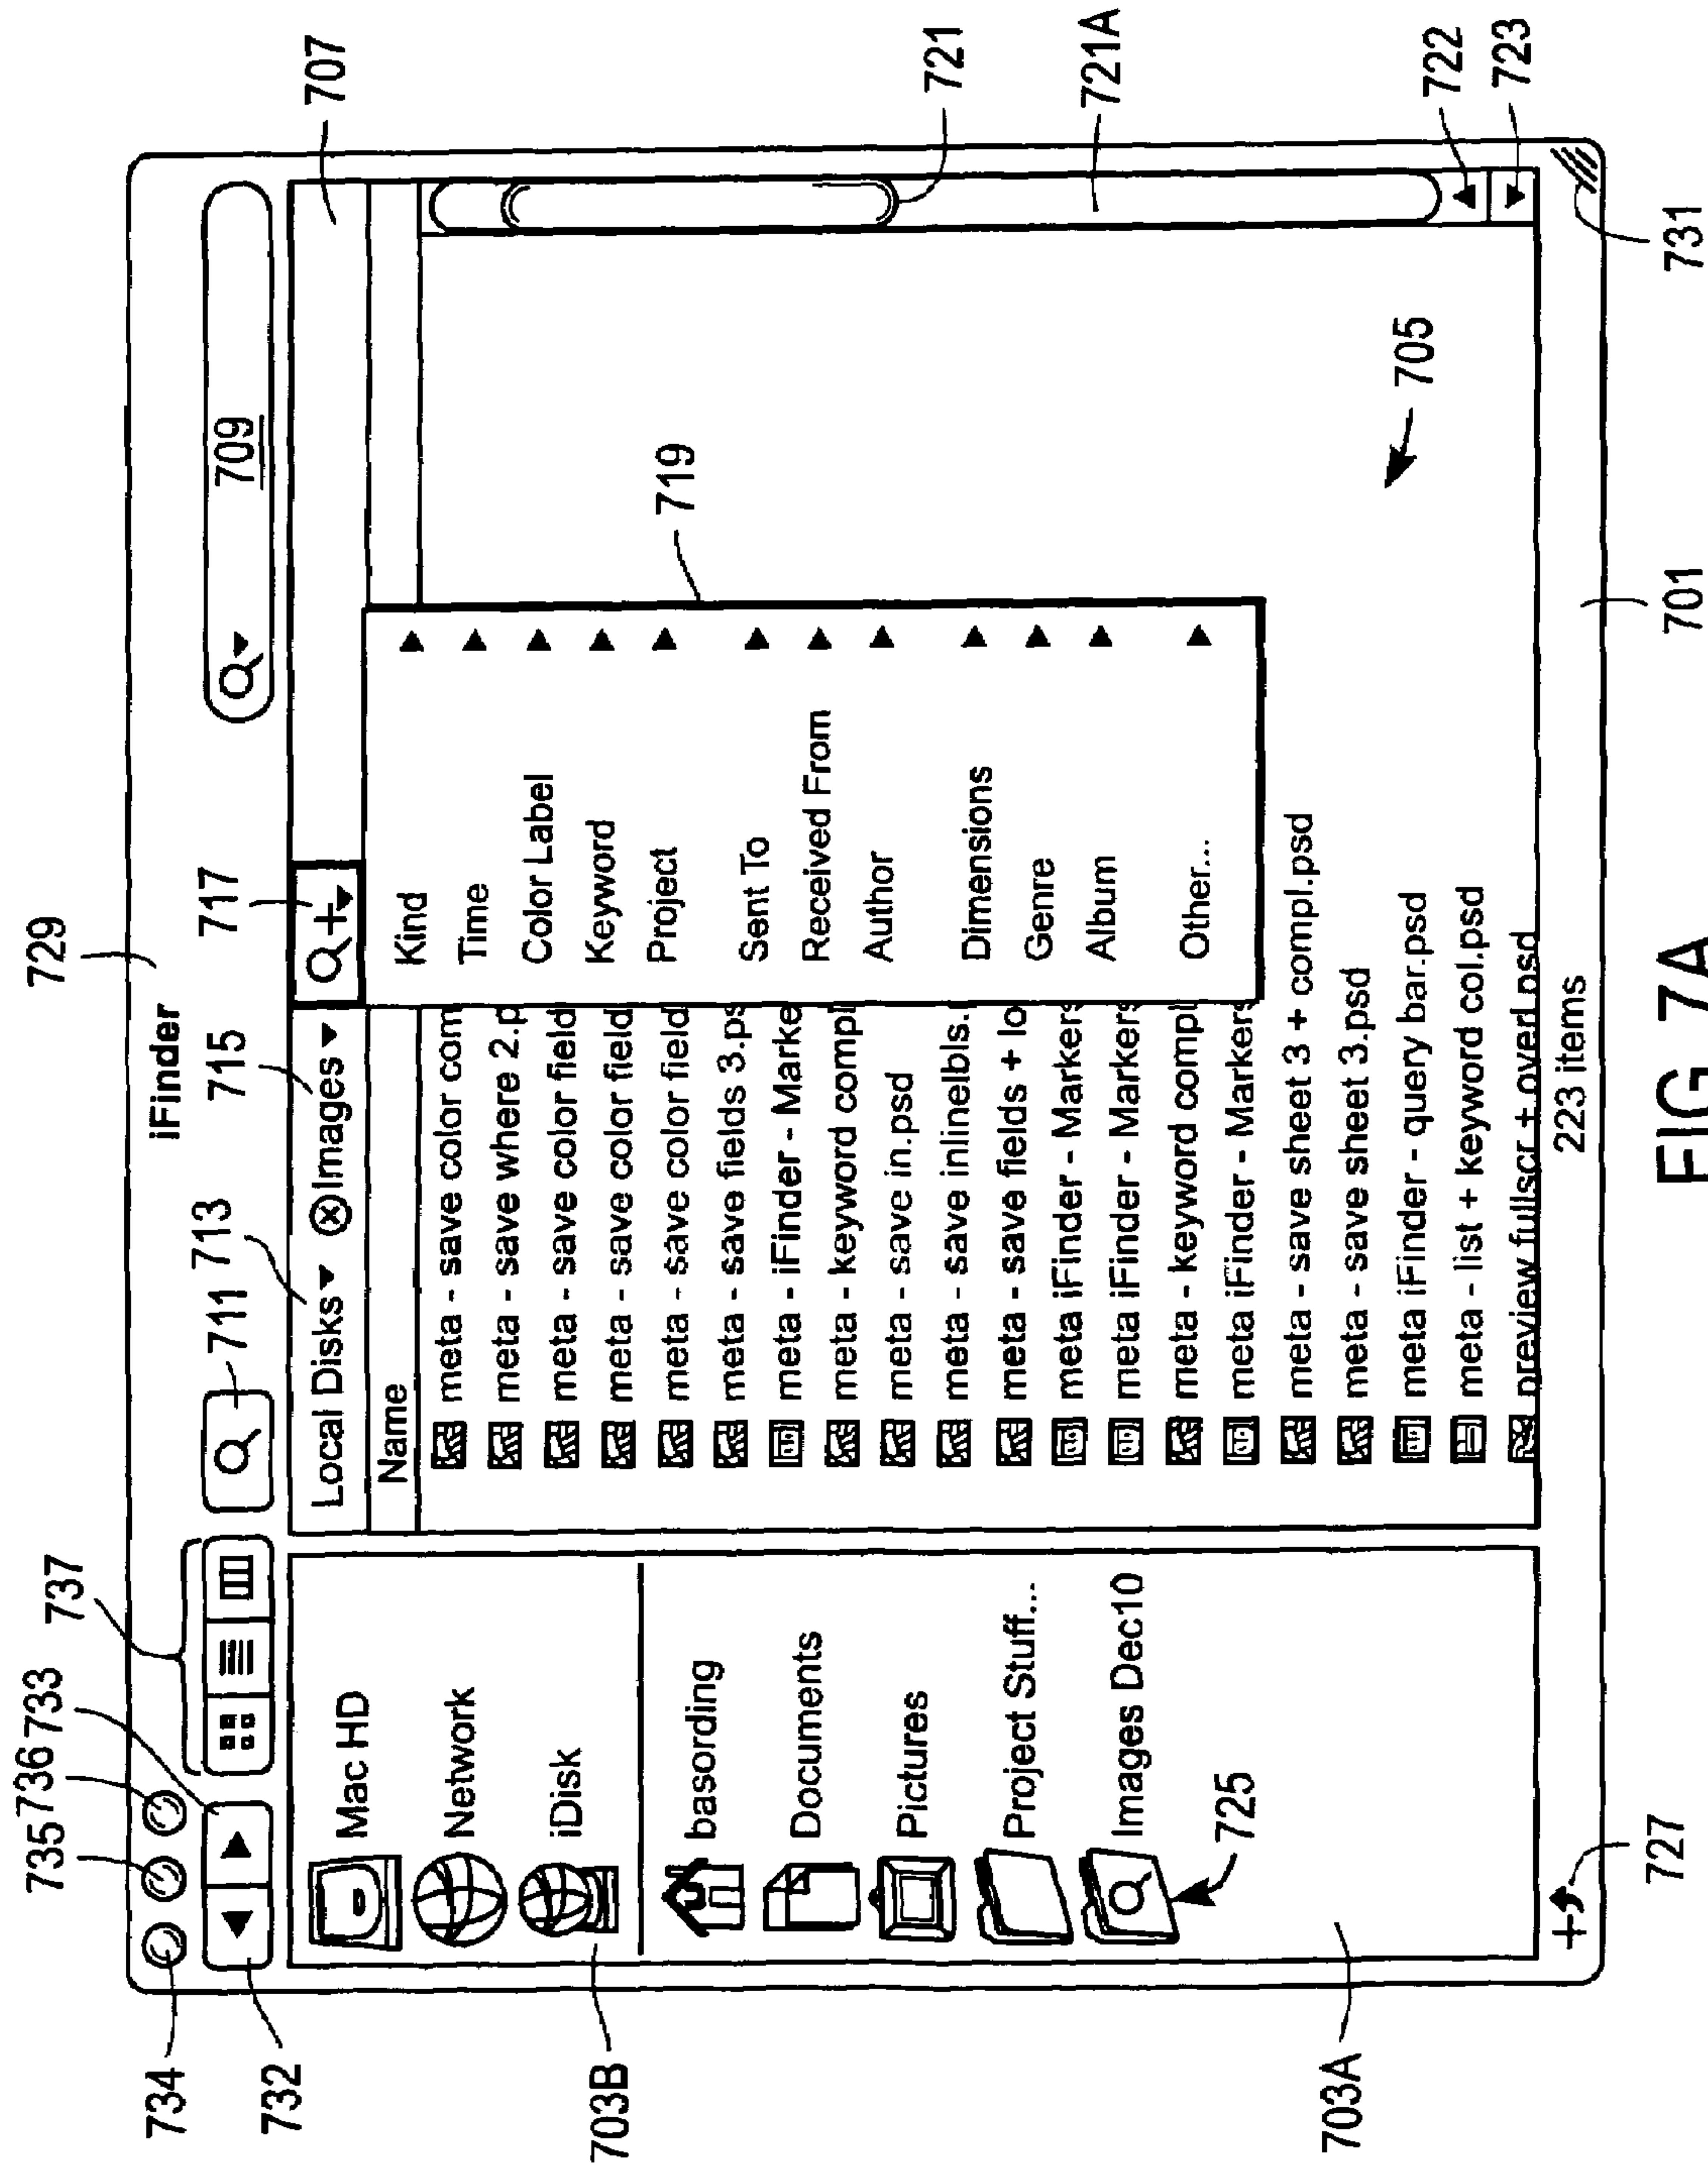 729
iFinder
735 736 733
737
711
713
715
717
734
732
709
707
Local Disks
Images
Name
Mac HD
Network
iDisk
703B
basording
Documents
Pictures
Project Stuff...
Images Dec10
725
703A
meta - save color com
meta - save where 2.p
meta - save color field
meta - save color field
meta - save color field
meta - save fields 3.ps
meta - iFinder - Marke
meta - keyword compl
meta - save in.psd
meta - save inlinelbls.
meta - save fields + lo
meta iFinder - Markers
meta iFinder - Markers
meta - keyword compl
meta iFinder - Markers
meta - save sheet 3 + compl.psd
meta - save sheet 3.psd
meta iFinder - query bar.psd
meta - list + keyword col.psd
preview fullscr + overl.psd
Kind
Time
Color Label
Keyword
Project
Sent To
Received From
Author
Dimensions
Genre
Album
Other...
719
705
721
721A
722
723
223 items
727
701
731
FIG. 7A